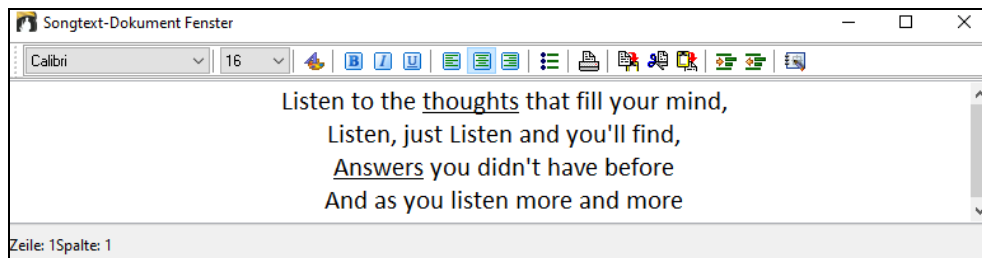 Songtext-Dokument Fenster
Calibri 16 B I U
Listen to the thoughts that fill your mind,
Listen, just Listen and you'll find,
Answers you didn't have before
And as you listen more and more
Zeile: 1Spalte: 1